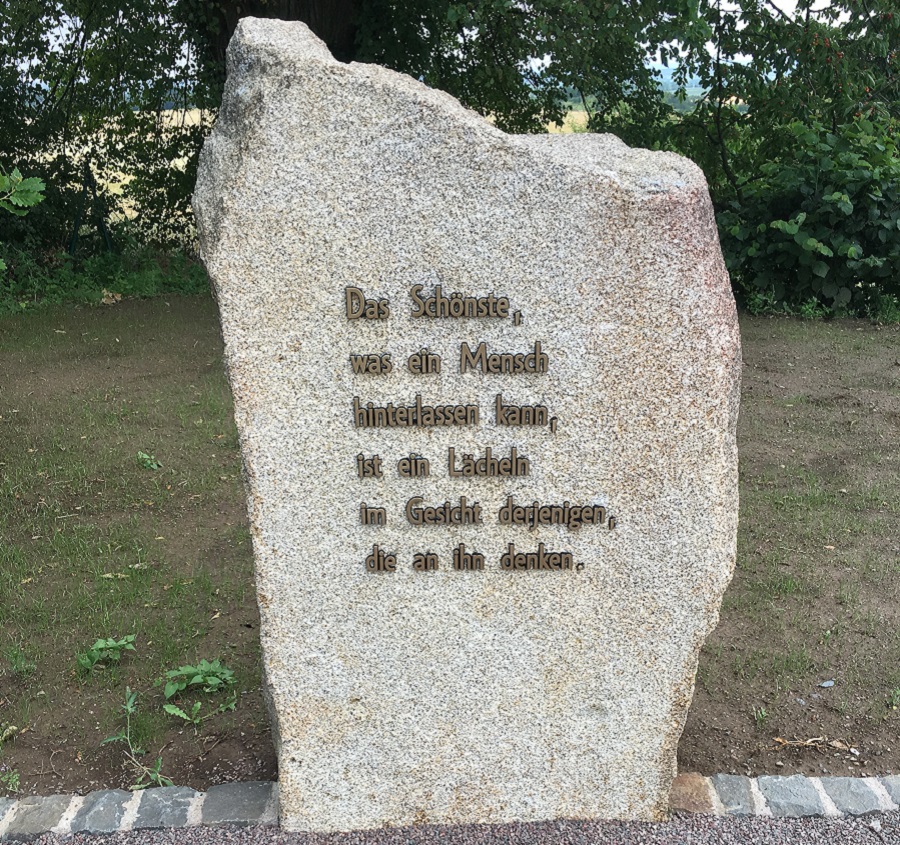 Das Schönste,
was ein Mensch
hinterlassen kann,
ist ein Lächeln
im Gesicht derjenigen,
die an ihn denken.